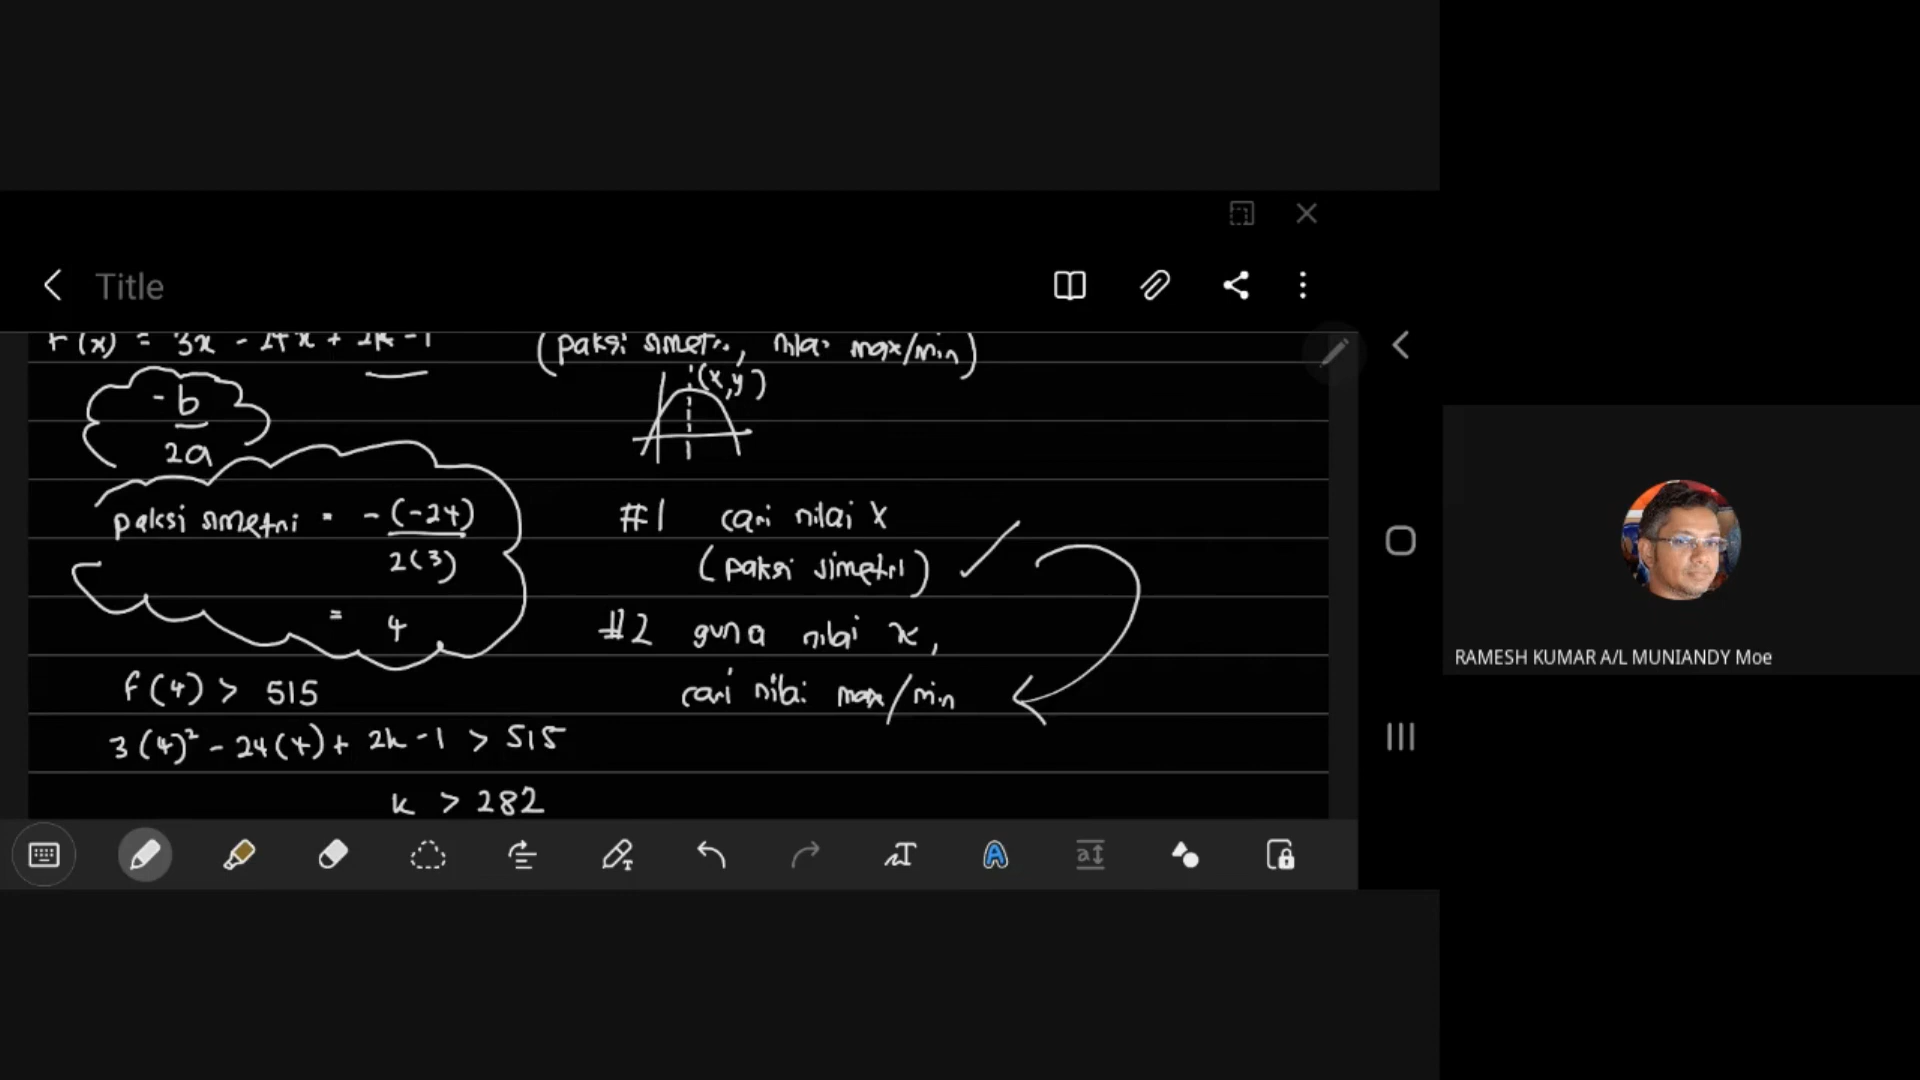 Title
f(x) = 3x - 24x + 2k - 1
(paksi simetri, nilai max/min)
(x,y)
-b
2a
paksi simetri = -(-24)
2(3)
= 4
#1 cari nilai x
(paksi simetri) ✓
#2 guna nilai x,
cari nilai max/min
f(4) > 515
3(4)² - 24(4) + 2k - 1 > 515
k > 282
RAMESH KUMAR A/L MUNIANDY Moe